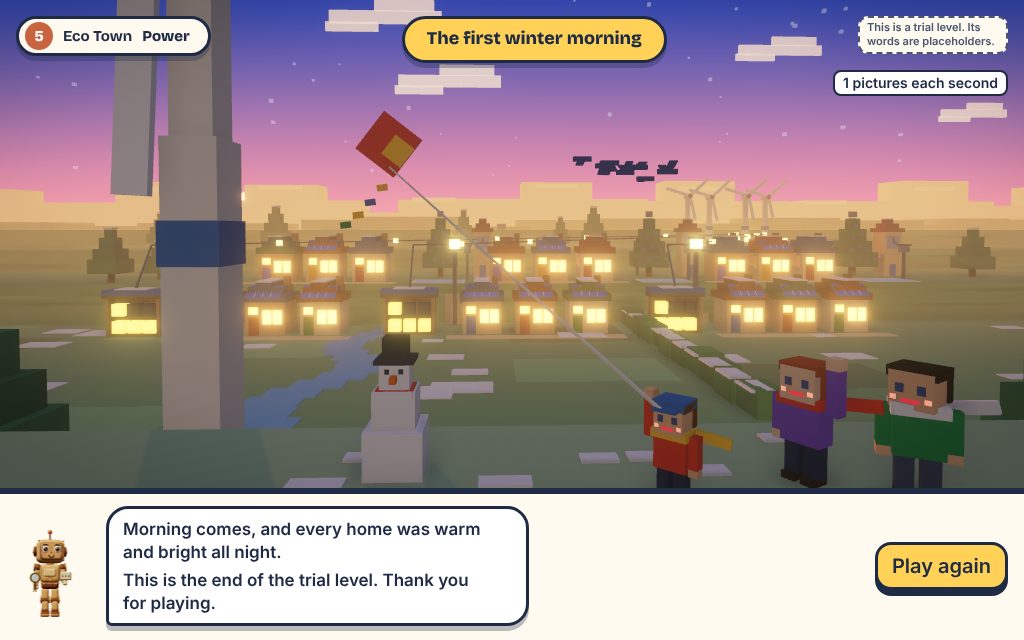 5 Eco Town Power
The first winter morning
This is a trial level. Its
words are placeholders.
1 pictures each second
Morning comes, and every home was warm
and bright all night.
This is the end of the trial level. Thank you
for playing.
Play again